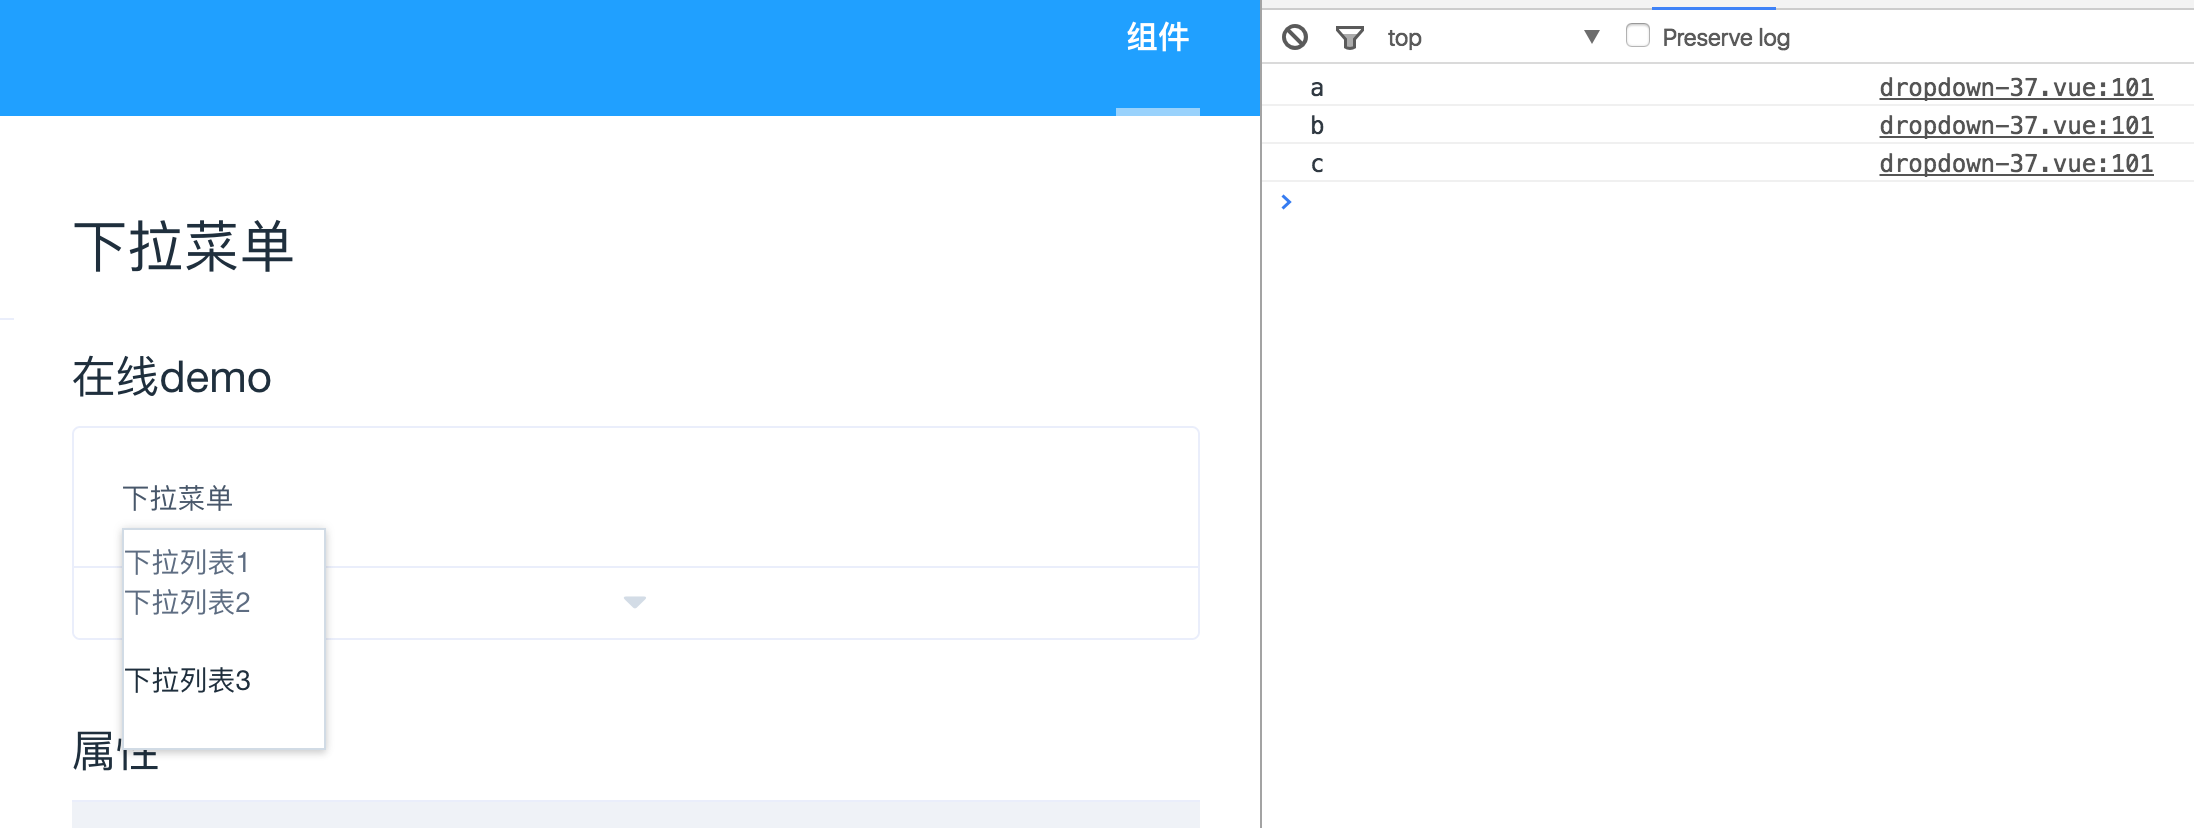 组件
下拉菜单
在线demo
下拉菜单
下拉列表1
下拉列表2
下拉列表3
属性
top
Preserve log
a dropdown-37.vue:101
b dropdown-37.vue:101
c dropdown-37.vue:101